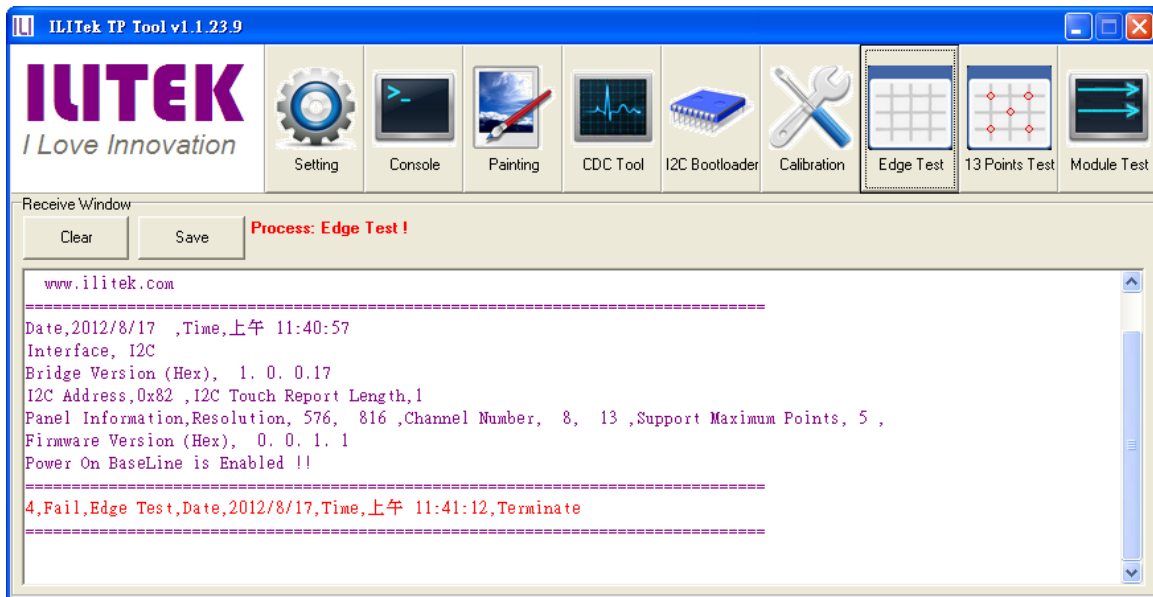 ILITek TP Tool v1.1.23.9
ILITEK
I Love Innovation
Setting
Console
Painting
CDC Tool
I2C Bootloader
Calibration
Edge Test
13 Points Test
Module Test
Receive Window
Clear
Save
Process: Edge Test !
www.ilitek.com
================================================================================
Date,2012/8/17  ,Time,上午 11:40:57
Interface, I2C
Bridge Version (Hex),  1. 0. 0.17
I2C Address,0x82 ,I2C Touch Report Length,1
Panel Information,Resolution, 576,  816 ,Channel Number,  8,  13 ,Support Maximum Points, 5 ,
Firmware Version (Hex),  0. 0. 1. 1
Power On BaseLine is Enabled !!
================================================================================
4,Fail,Edge Test,Date,2012/8/17,Time,上午 11:41:12,Terminate
================================================================================